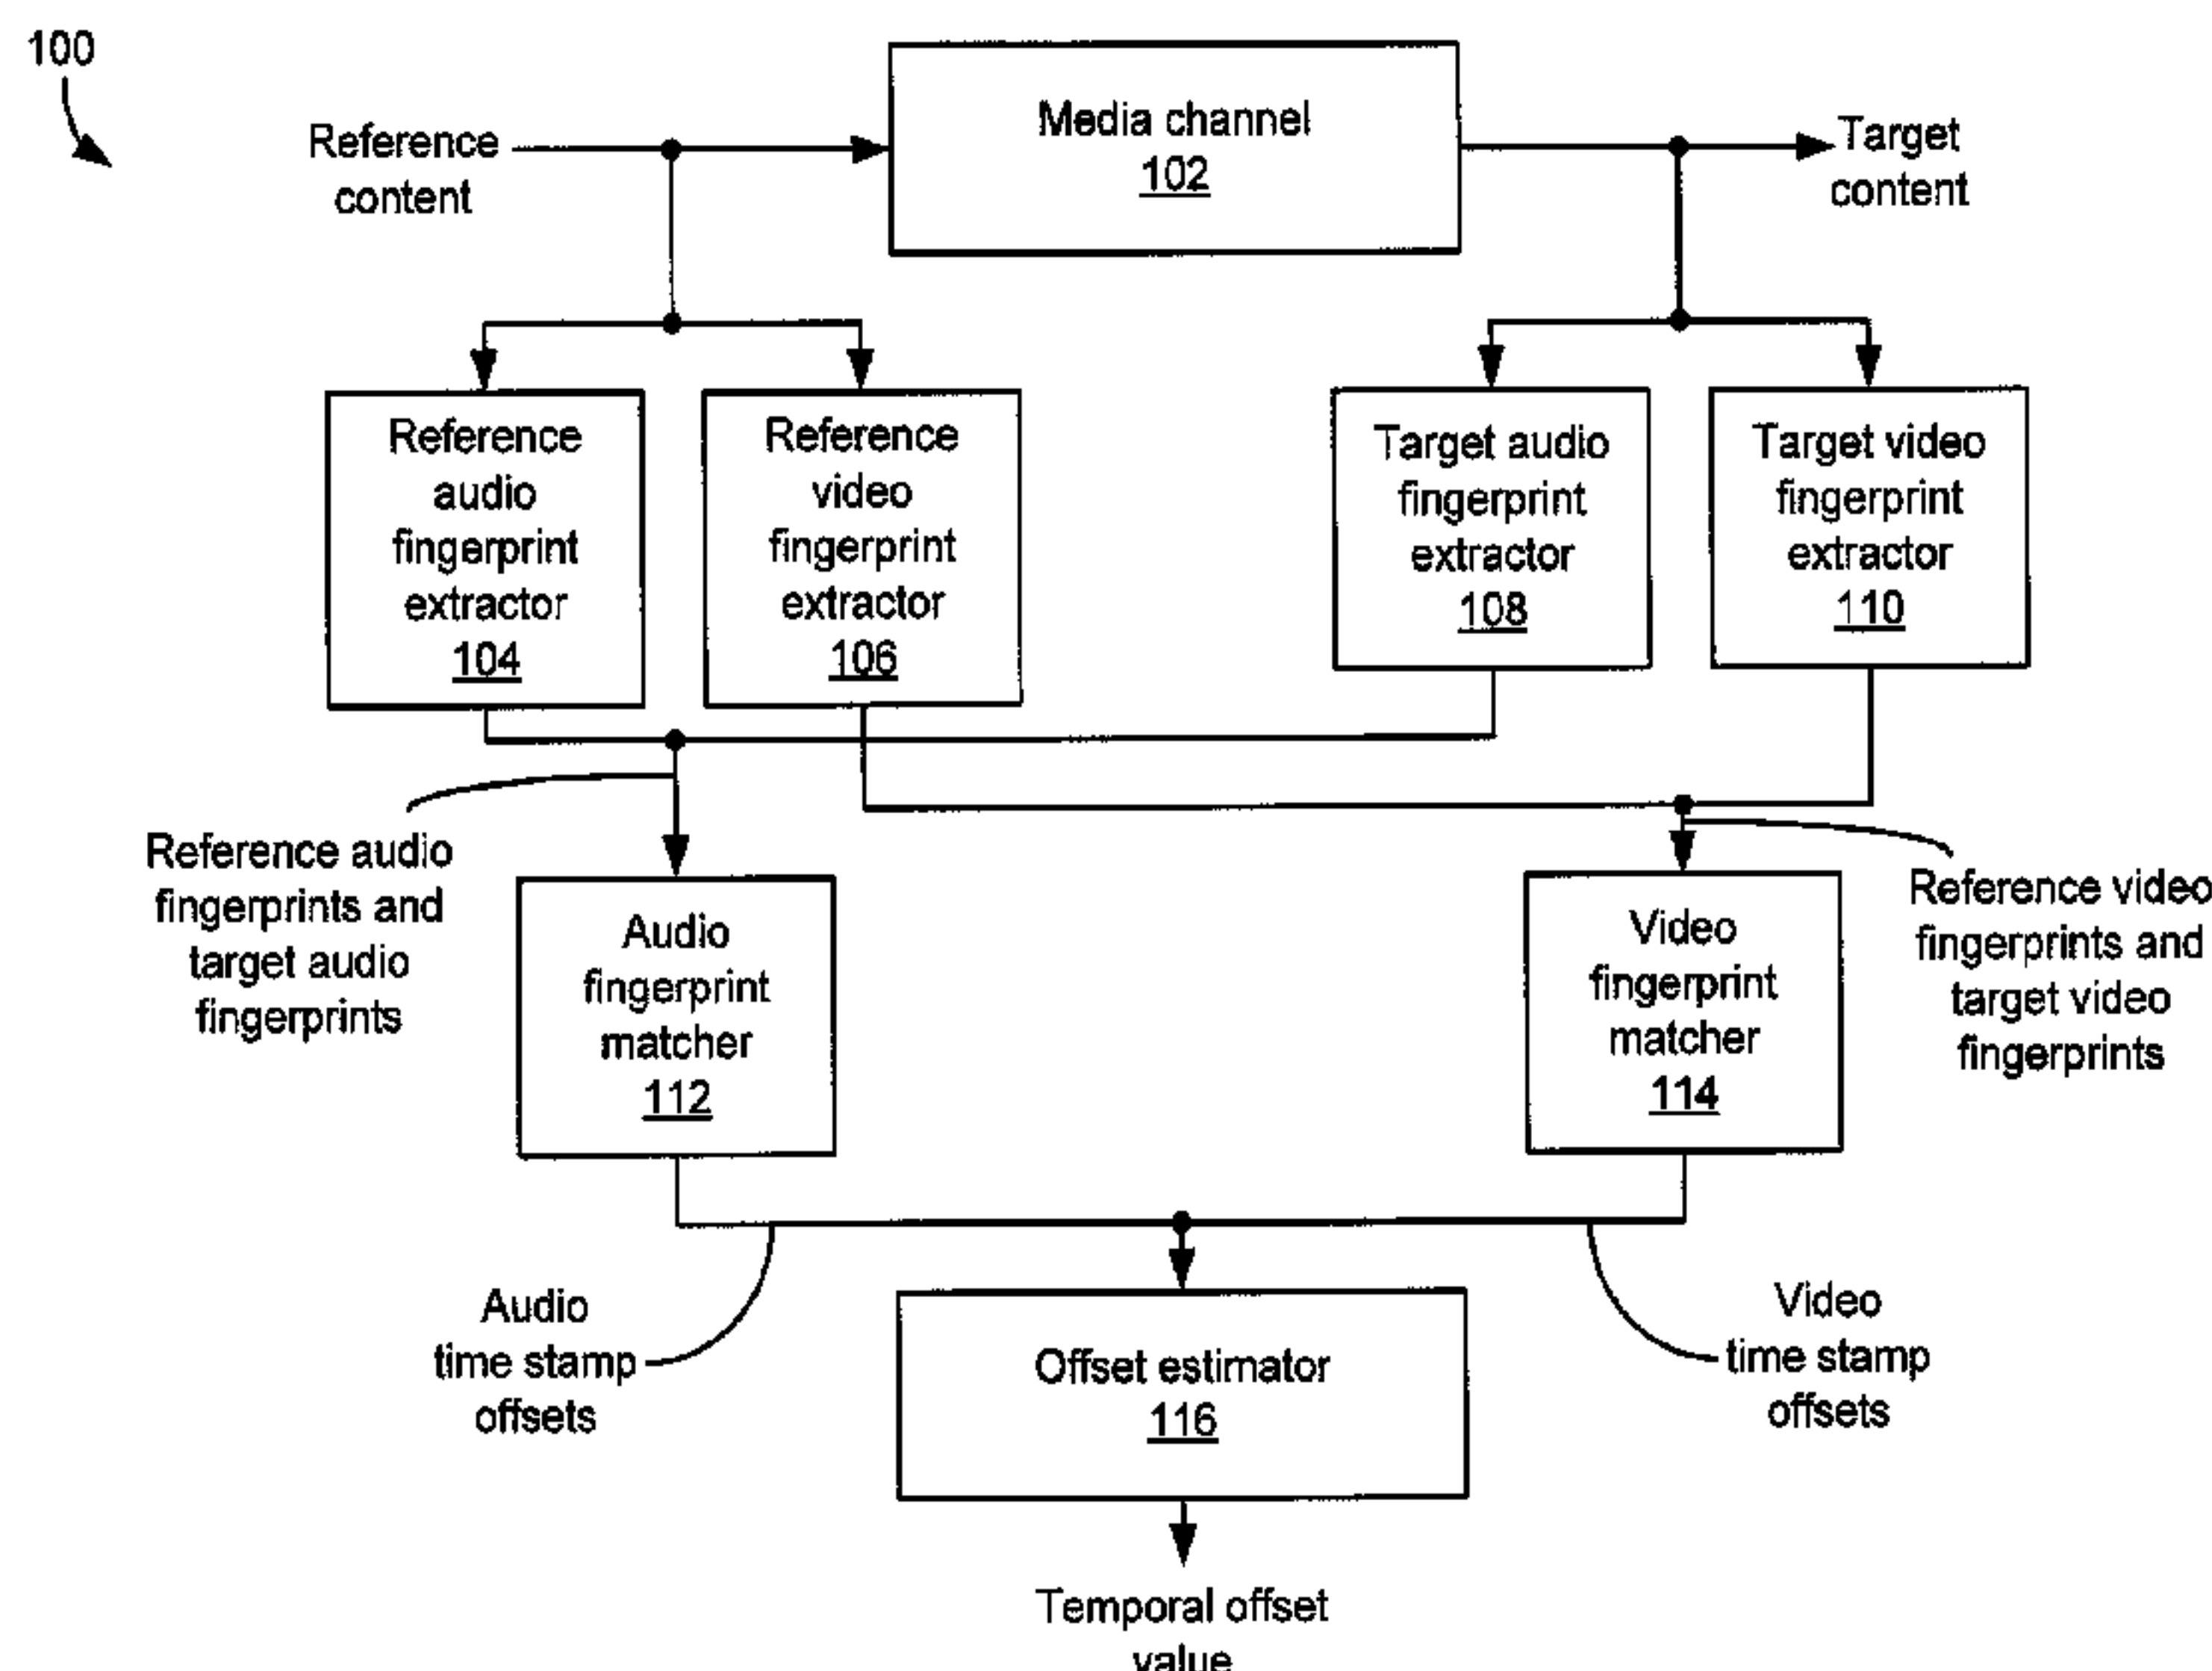 100
Reference
content
Media channel
102
Target
content
Reference
audio
fingerprint
extractor
104
Reference
video
fingerprint
extractor
106
Target audio
fingerprint
extractor
108
Target video
fingerprint
extractor
110
Reference audio
fingerprints and
target audio
fingerprints
Audio
fingerprint
matcher
112
Video
fingerprint
matcher
114
Reference video
fingerprints and
target video
fingerprints
Audio
time stamp
offsets
Offset estimator
116
Video
time stamp
offsets
Temporal offset
value